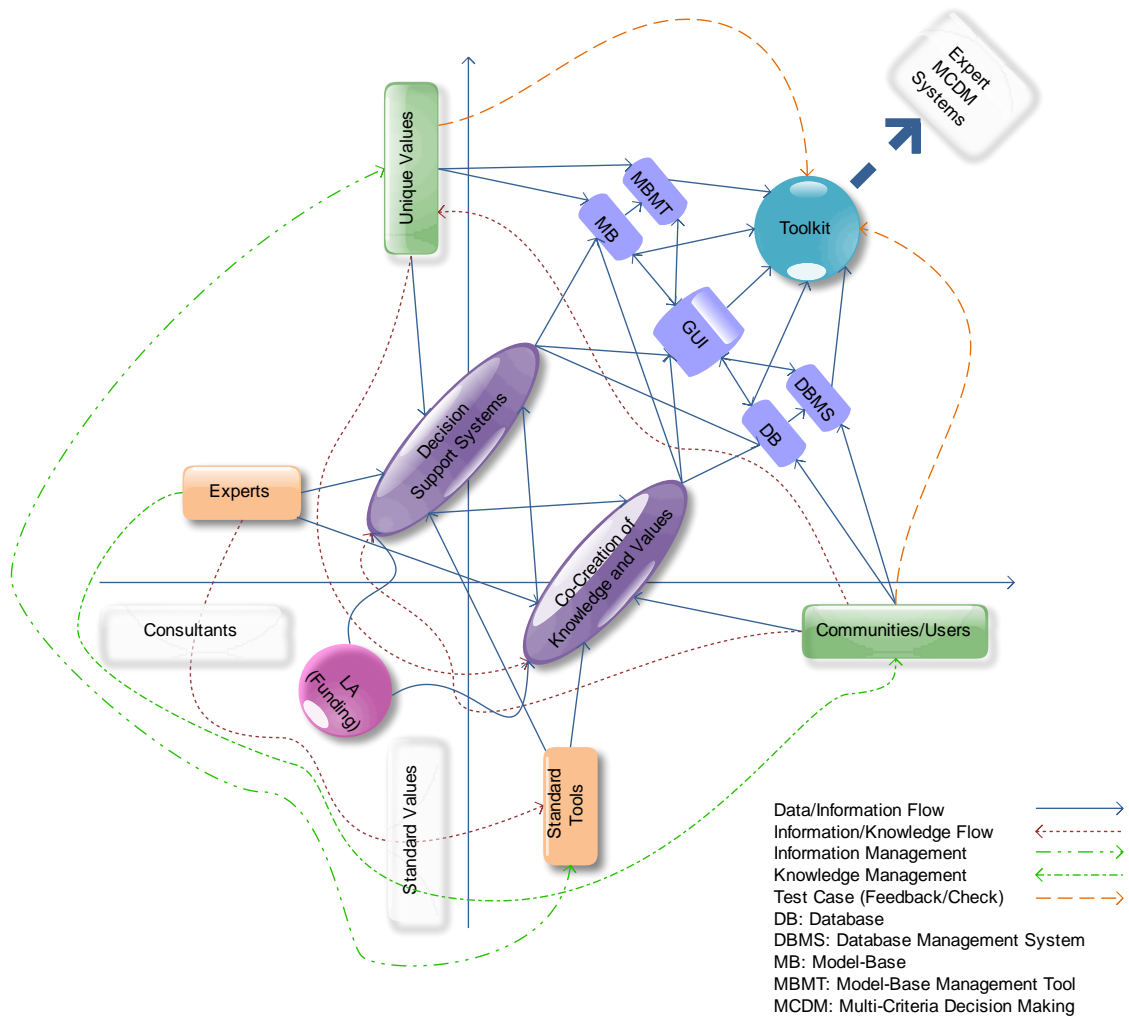 Expert
MCDM
Systems
Unique Values
MBMT
MB
Toolkit
GUI
DBMS
DB
Decision
Support Systems
Experts
Co-Creation of
Knowledge and Values
Consultants
Communities/Users
LA
(Funding)
Standard Values
Standard
Tools
Data/Information Flow
Information/Knowledge Flow
Information Management
Knowledge Management
Test Case (Feedback/Check)
DB: Database
DBMS: Database Management System
MB: Model-Base
MBMT: Model-Base Management Tool
MCDM: Multi-Criteria Decision Making